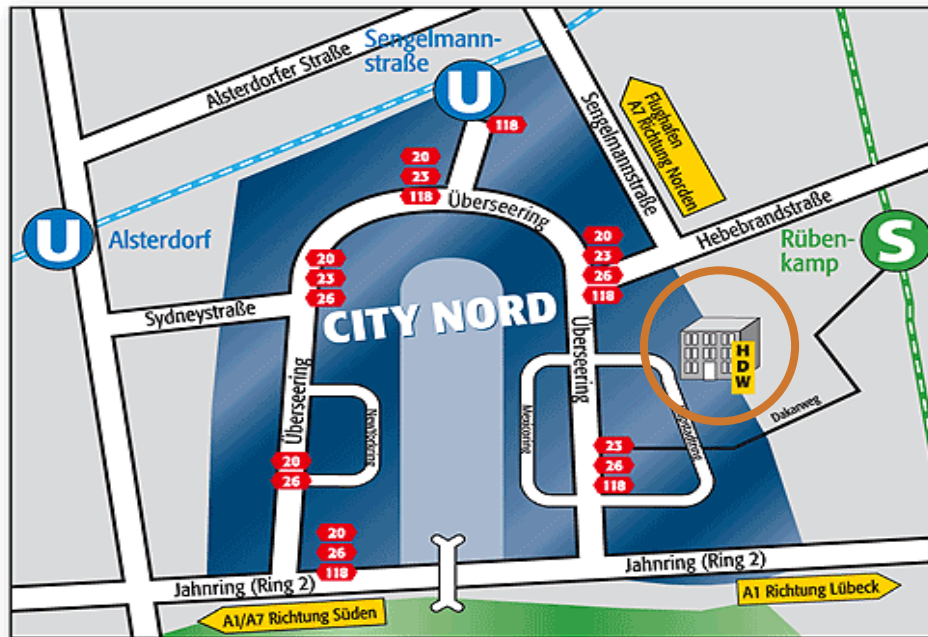 Sengelmann-
straße
U
118
Alsterdorfer Straße
20
23
118
Überseering
Sengelmannstraße
Flughafen
A7 Richtung Norden
Hebebrandstraße
U
Alsterdorf
20
23
26
118
Rüben-
kamp
S
20
23
26
Sydneystraße
CITY NORD
Überseering
Überseering
HDW
NewYorkring
Mexicoring
Dakarweg
23
26
118
20
26
20
26
118
Jahnring (Ring 2)
Jahnring (Ring 2)
A1/A7 Richtung Süden
A1 Richtung Lübeck